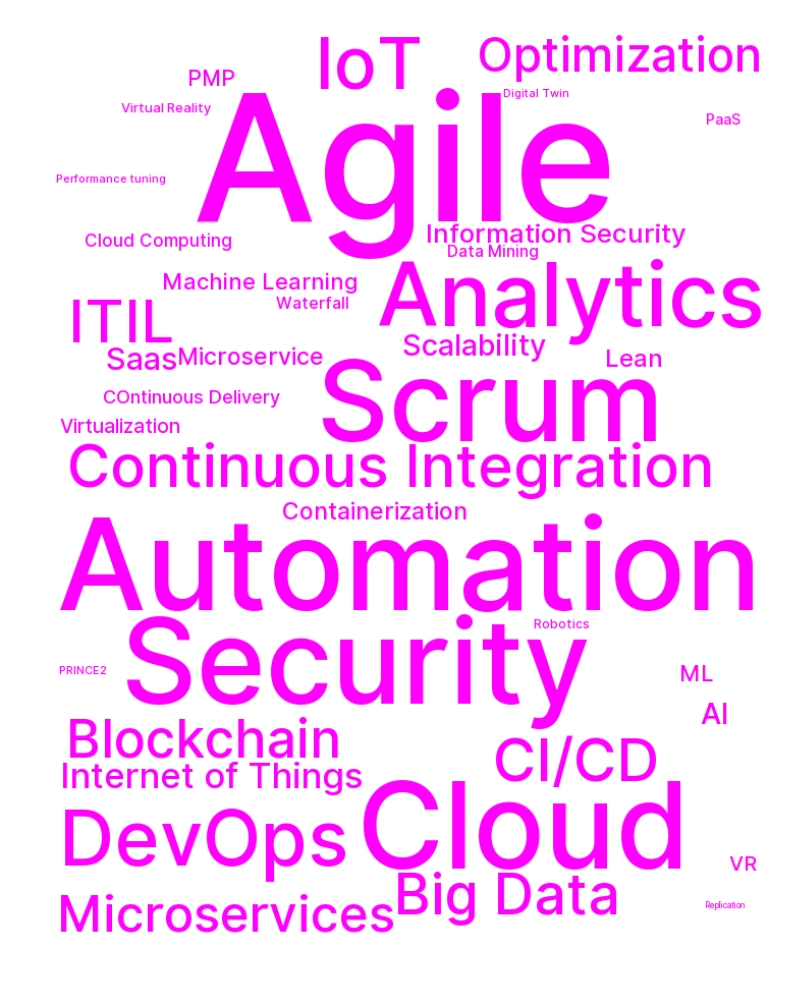 IoT
Optimization
PMP
Digital Twin
Virtual Reality
PaaS
Agile
Performance tuning
Information Security
Cloud Computing
Data Mining
Machine Learning
Analytics
Waterfall
ITIL
Scalability
Saas
Microservice
Lean
COntinuous Delivery
Scrum
Virtualization
Continuous Integration
Containerization
Automation
Robotics
Security
PRINCE2
ML
AI
Blockchain
CI/CD
Internet of Things
Cloud
DevOps
VR
Big Data
Replication
Microservices